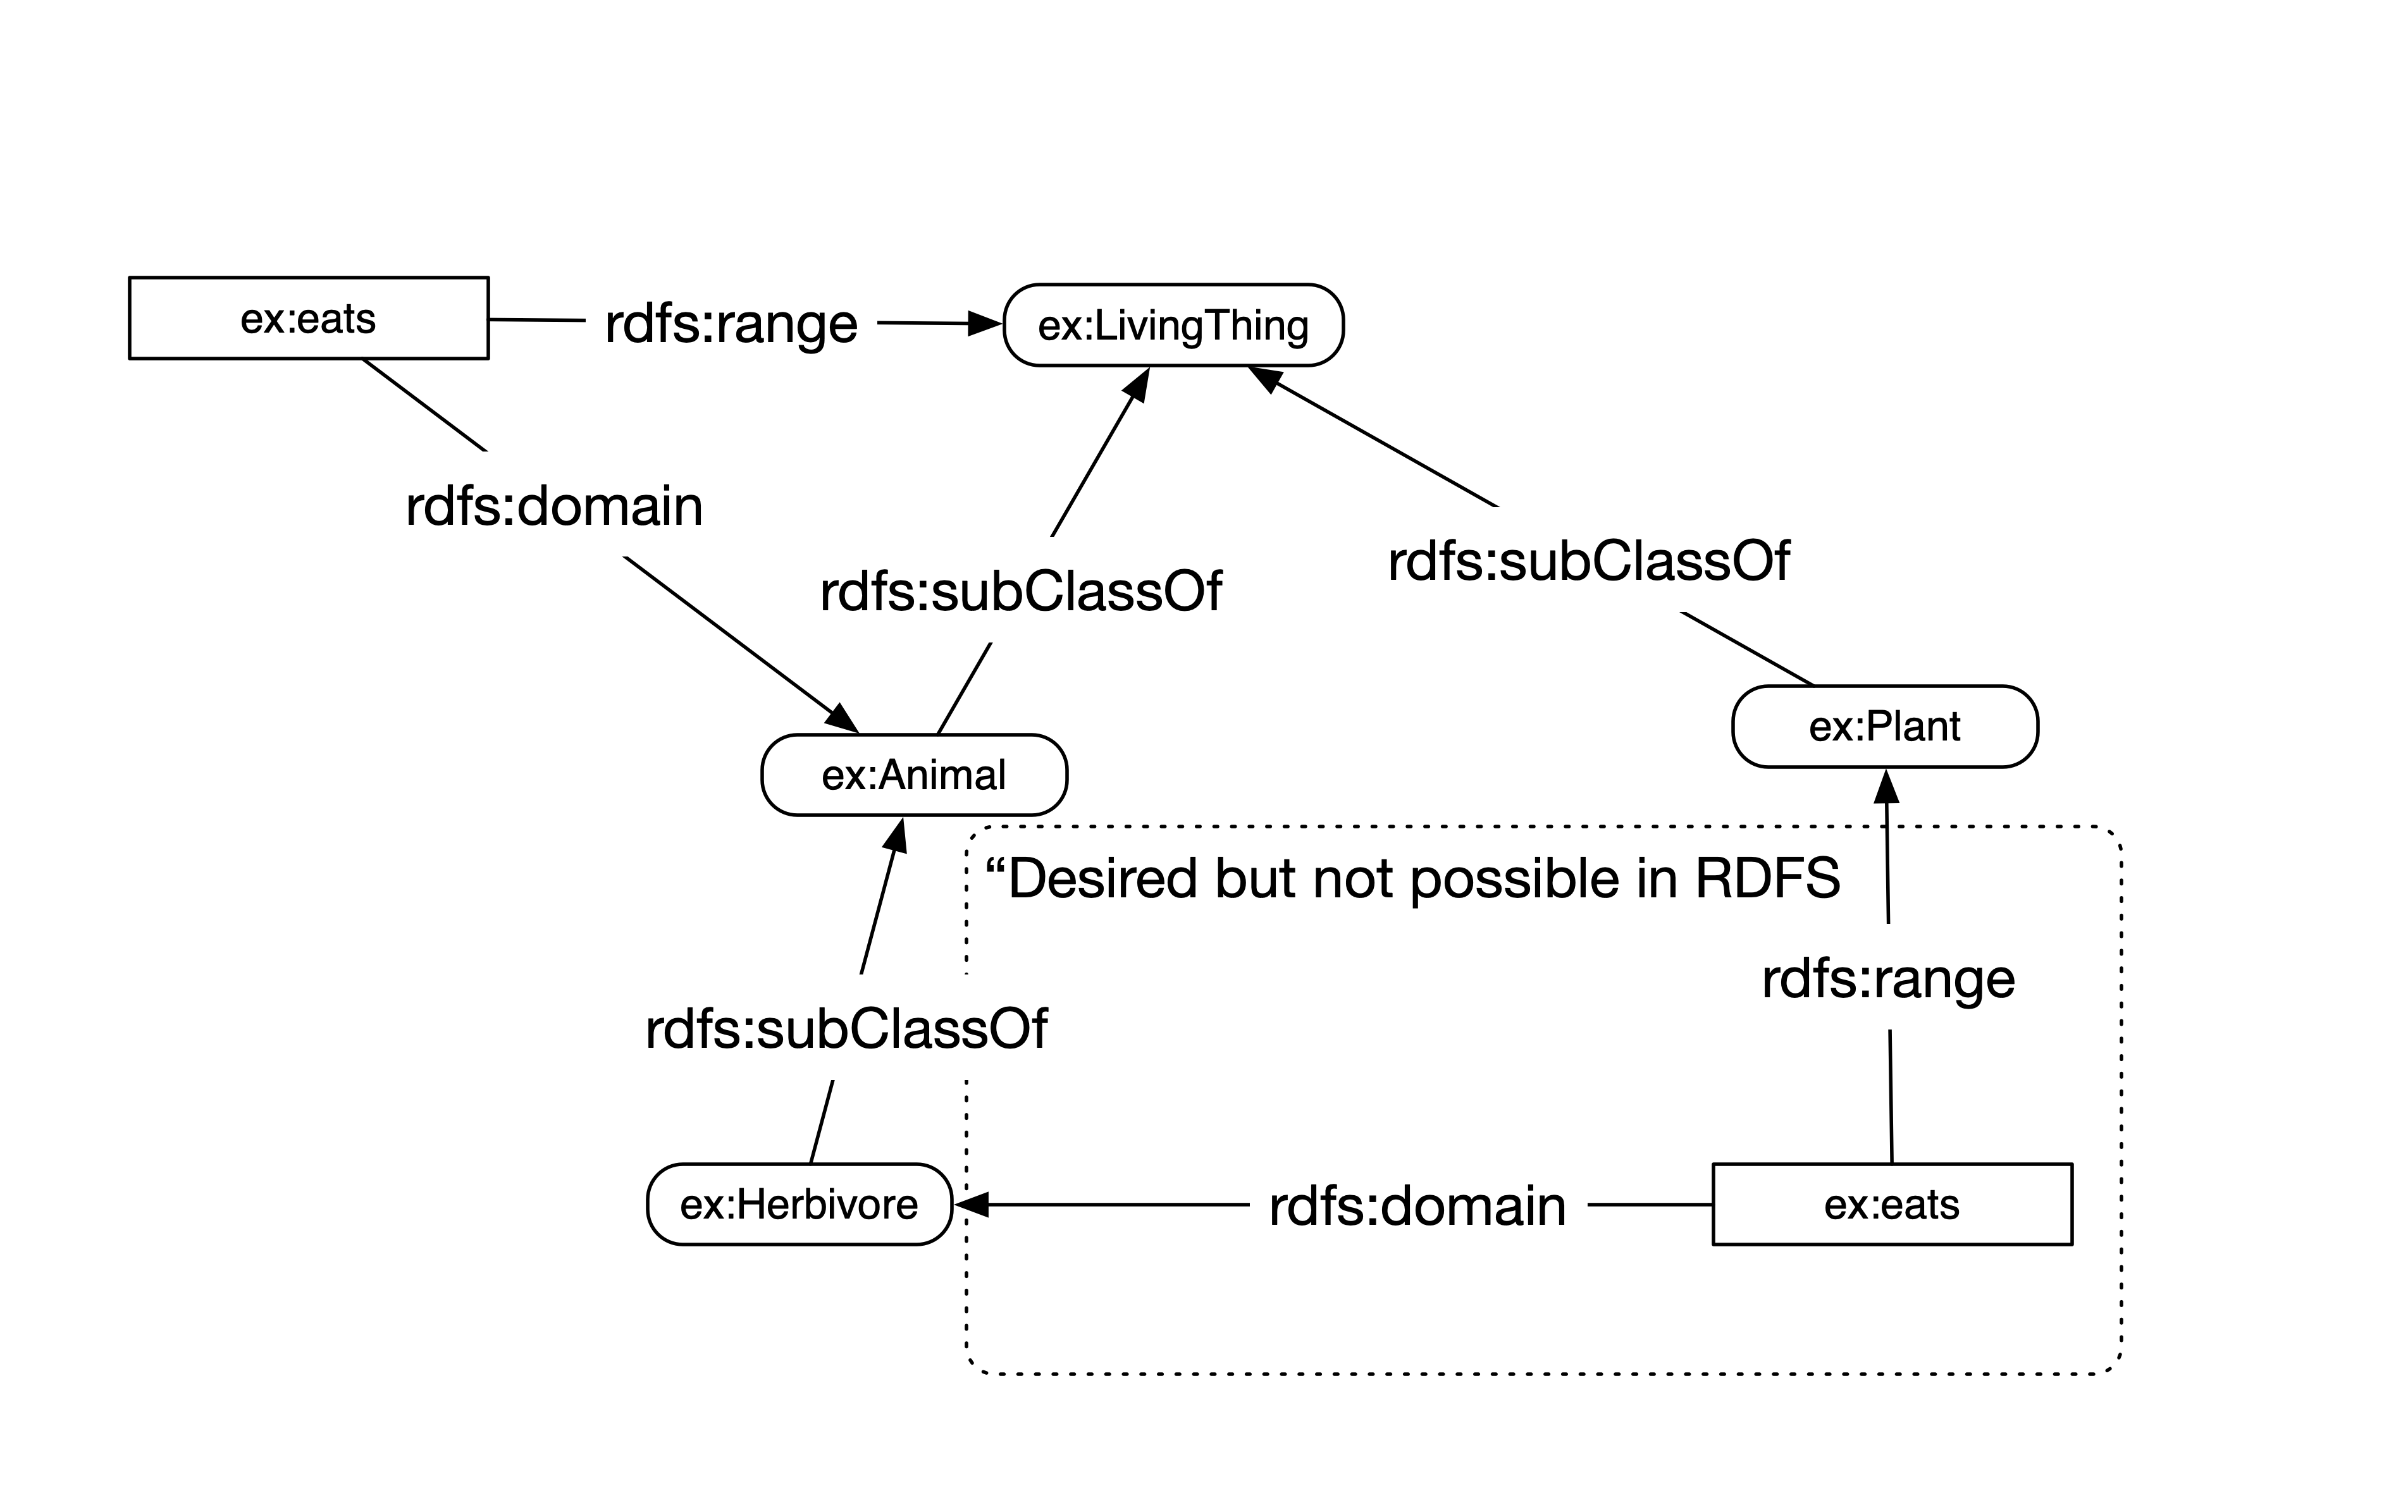 ex:eats
rdfs:range
ex:LivingThing
rdfs:domain
rdfs:subClassOf
rdfs:subClassOf
ex:Plant
ex:Animal
“Desired but not possible in RDFS
rdfs:range
rdfs:subClassOf
ex:Herbivore
rdfs:domain
ex:eats